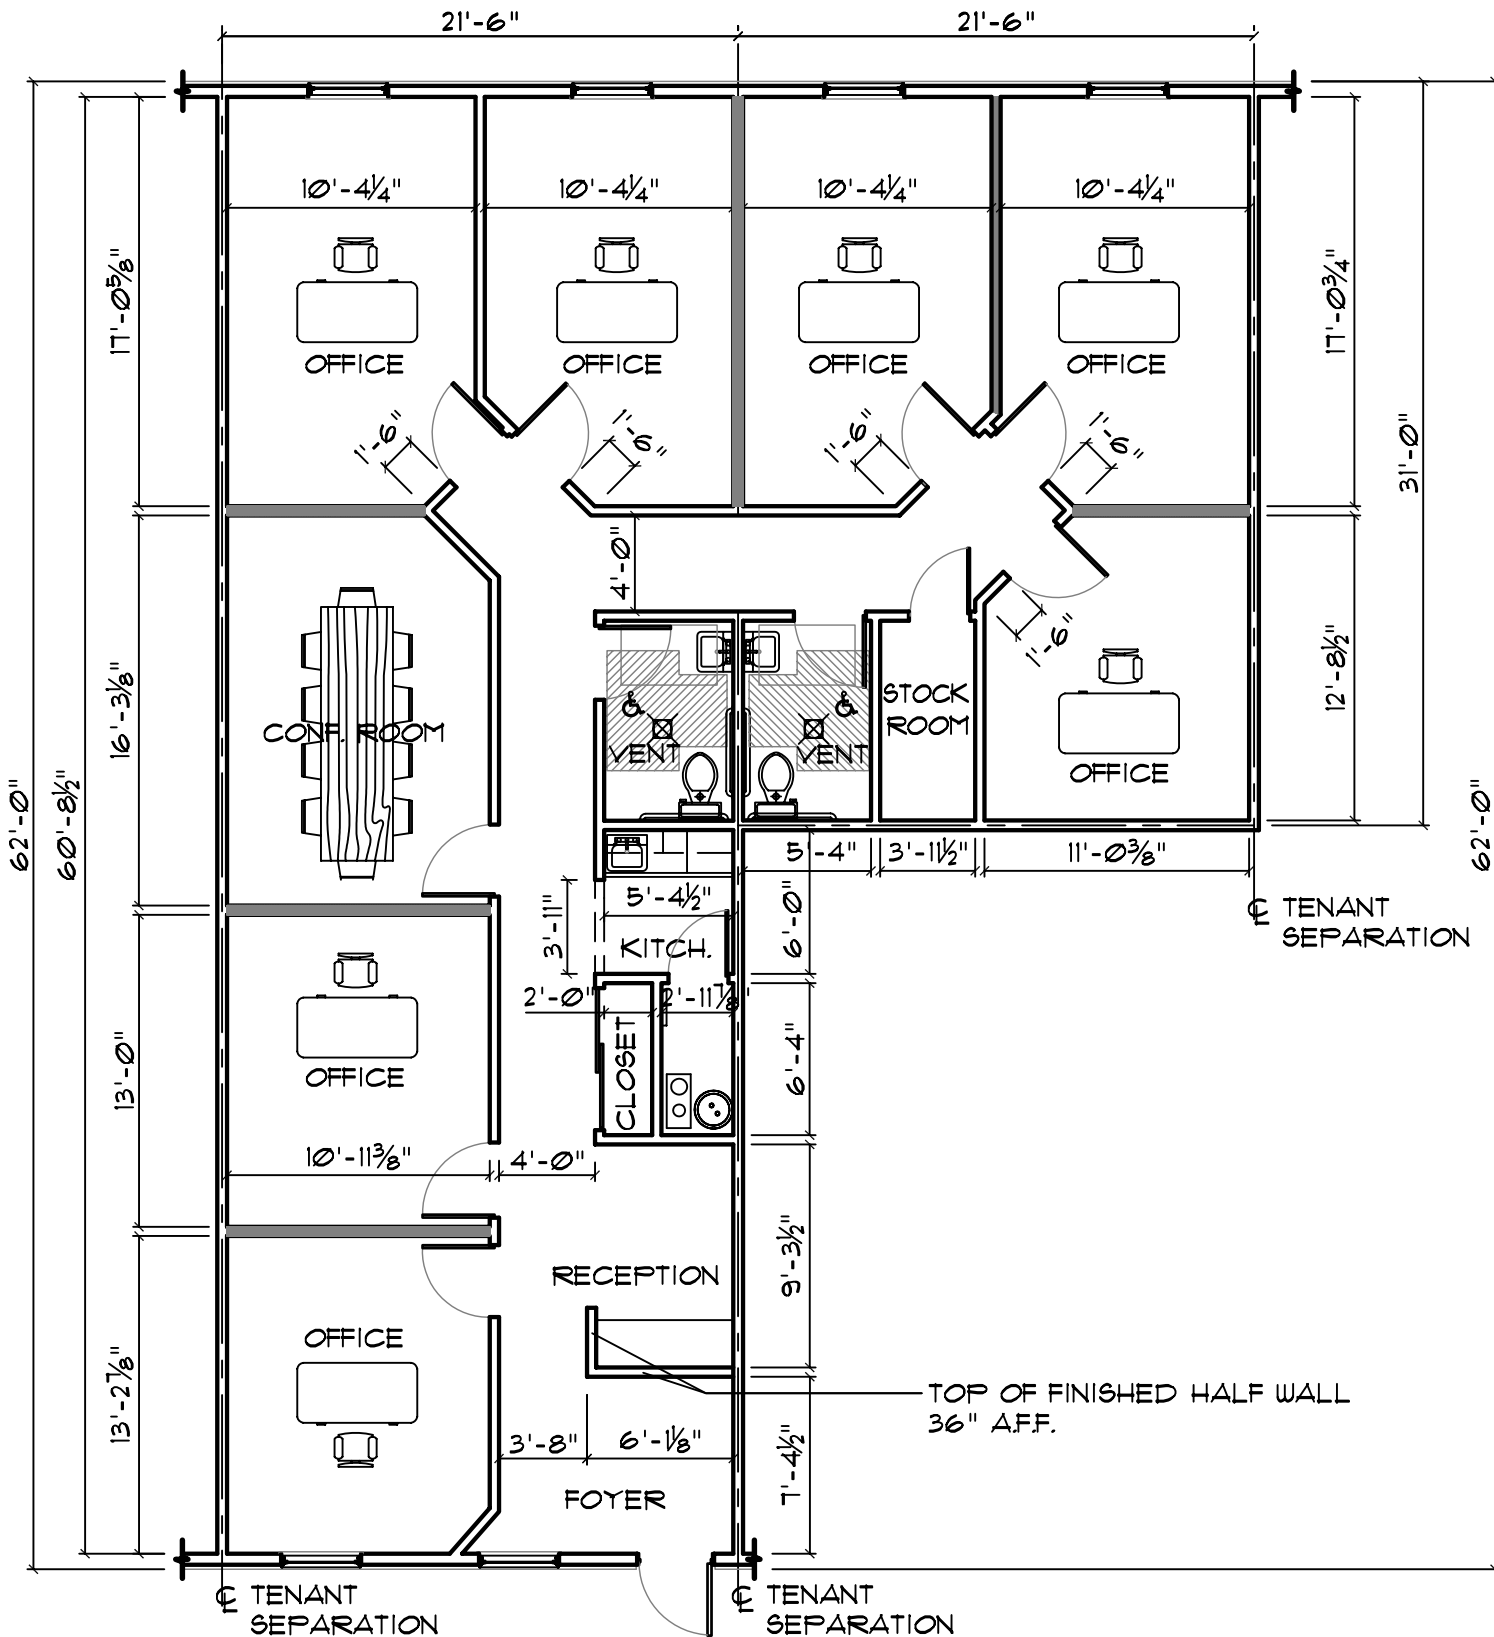 21'-6"
21'-6"
10'-4¼"
10'-4¼"
10'-4¼"
10'-4¼"
17'-0⅝"
17'-0¾"
OFFICE
OFFICE
OFFICE
OFFICE
1'-6"
1'-6"
1'-6"
1'-6"
31'-0"
4'-0"
1'-6"
12'-8½"
16'-3⅛"
CONF. ROOM
VENT
VENT
STOCK
ROOM
OFFICE
62'-0"
60'-8½"
62'-0"
5'-4"
3'-11½"
11'-0⅜"
5'-4½"
3'-11"
KITCH.
6'-0"
℄ TENANT
SEPARATION
2'-0"
2'-11⅞"
CLOSET
6'-4"
13'-0"
OFFICE
10'-11⅜"
4'-0"
RECEPTION
9'-3½"
OFFICE
13'-2⅞"
TOP OF FINISHED HALF WALL
36" A.F.F.
3'-8"
6'-1⅛"
7'-4½"
FOYER
℄ TENANT
SEPARATION
℄ TENANT
SEPARATION